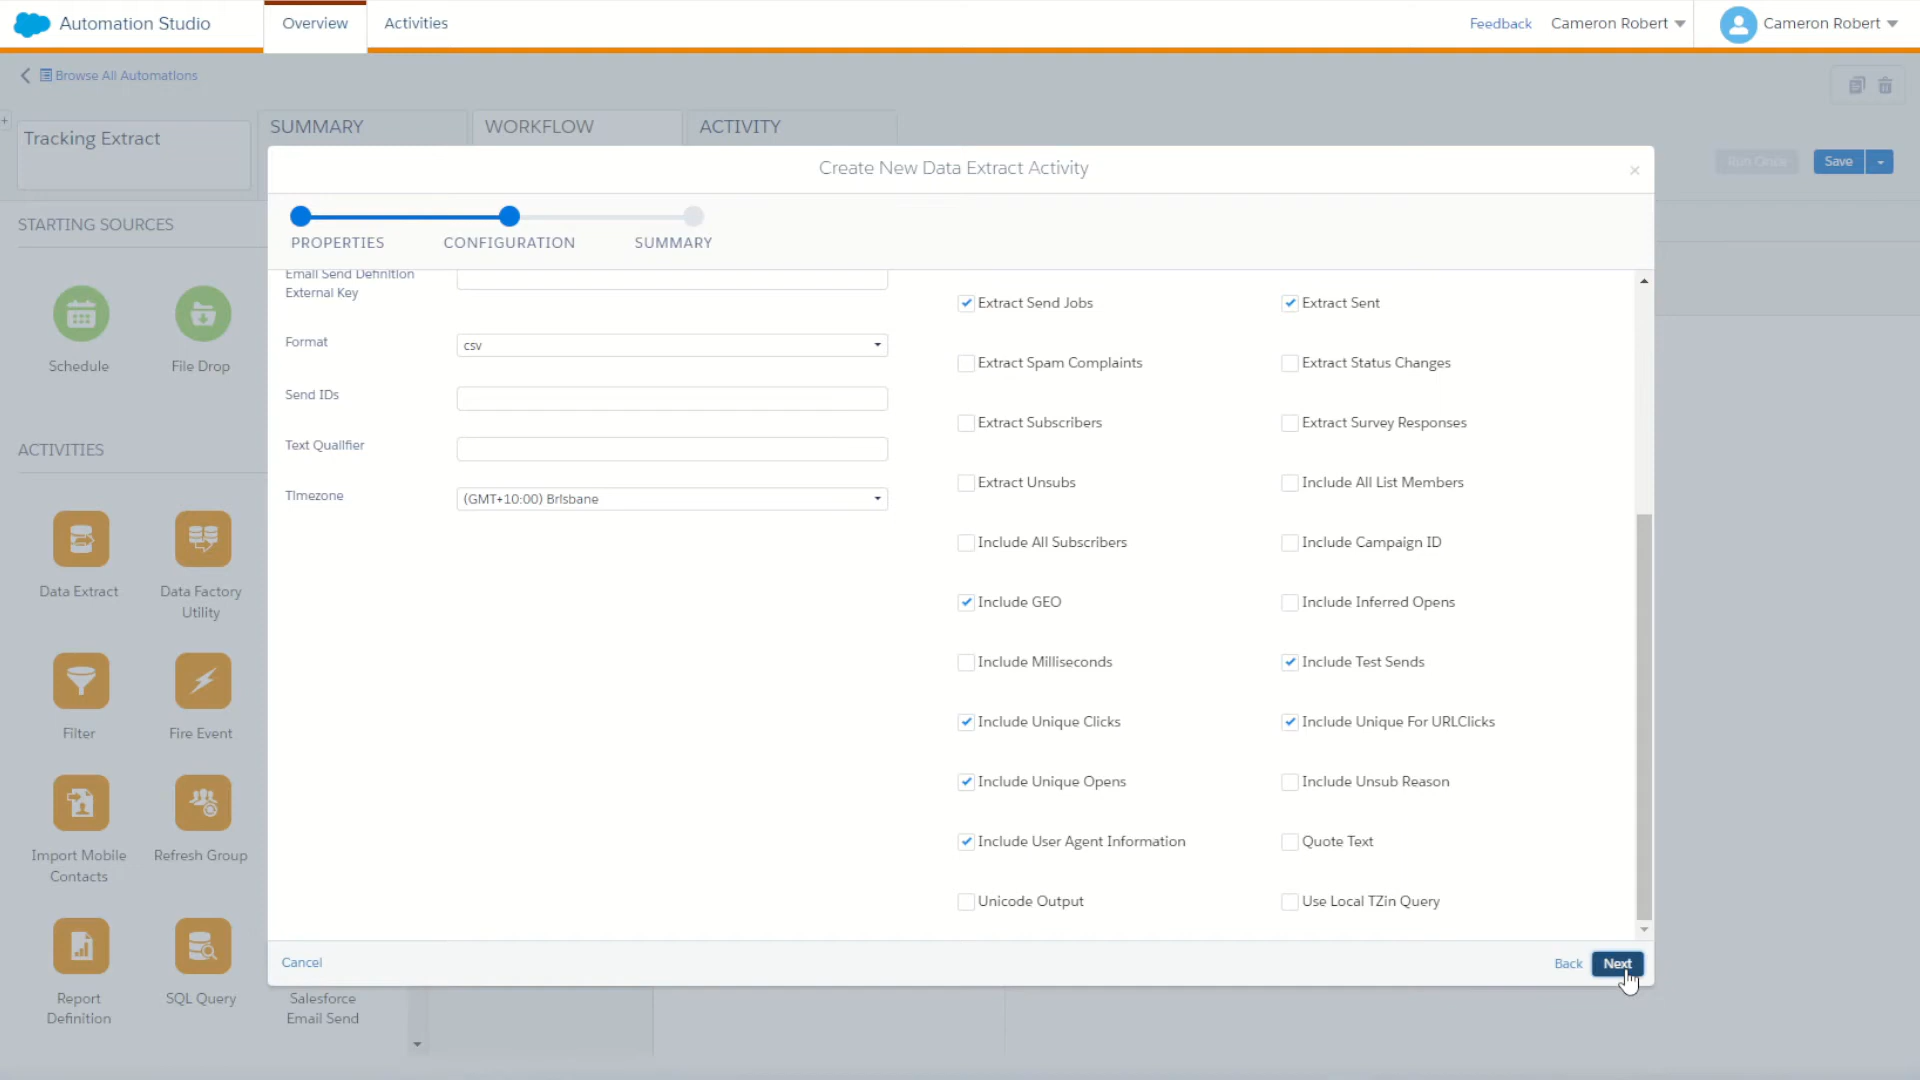 Automation Studio
Overview
Activities
Feedback
Cameron Robert
Cameron Robert
Browse All Automations
Tracking Extract
SUMMARY
WORKFLOW
ACTIVITY
Run Once
Save
Create New Data Extract Activity
×
PROPERTIES
CONFIGURATION
SUMMARY
STARTING SOURCES
Schedule
File Drop
ACTIVITIES
Data Extract
Data Factory
Utility
Filter
Fire Event
Import Mobile
Contacts
Refresh Group
Report
Definition
SQL Query
Salesforce
Email Send
Email Send Definition
External Key
Format
csv
Send IDs
Text Qualifier
Timezone
(GMT+10:00) Brisbane
Extract Send Jobs
Extract Sent
Extract Spam Complaints
Extract Status Changes
Extract Subscribers
Extract Survey Responses
Extract Unsubs
Include All List Members
Include All Subscribers
Include Campaign ID
Include GEO
Include Inferred Opens
Include Milliseconds
Include Test Sends
Include Unique Clicks
Include Unique For URLClicks
Include Unique Opens
Include Unsub Reason
Include User Agent Information
Quote Text
Unicode Output
Use Local TZin Query
Cancel
Back
Next